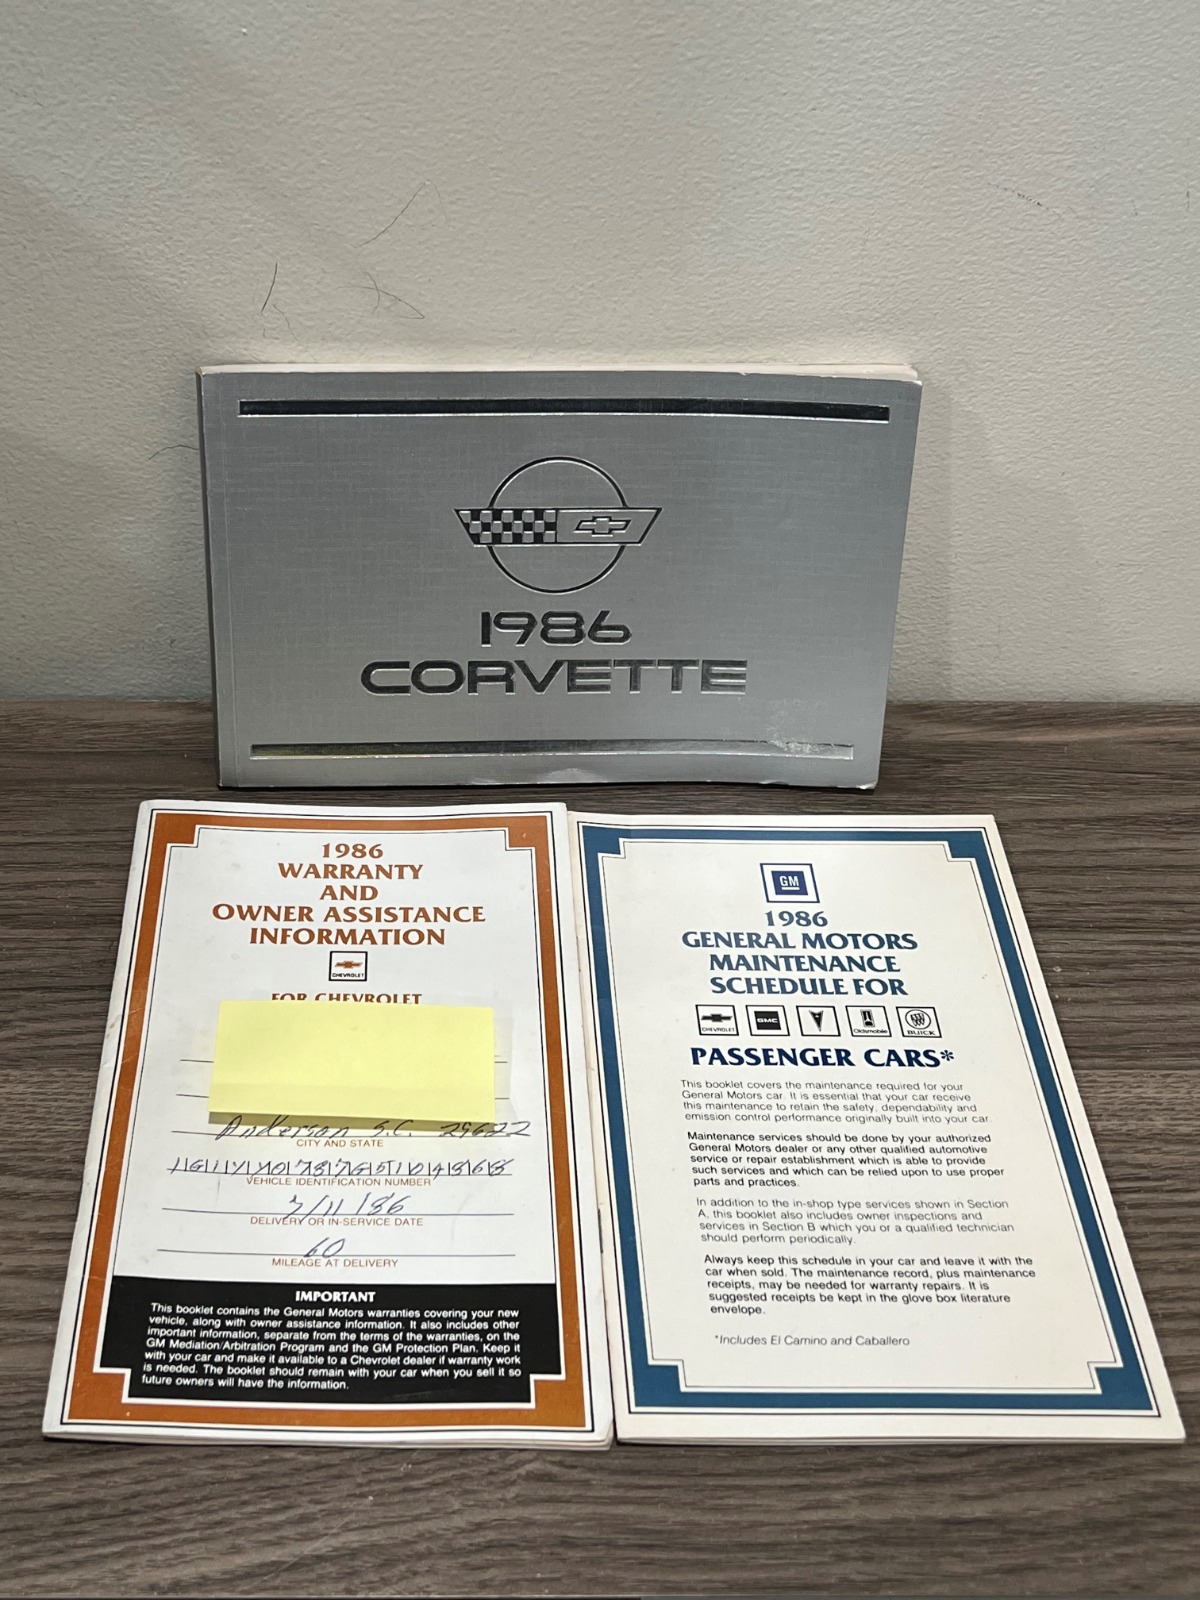 1986
CORVETTE
1986
WARRANTY
AND
OWNER ASSISTANCE
INFORMATION
CHEVROLET
FOR CHEVROLET
Anderson S.C. 29622
CITY AND STATE
VEHICLE IDENTIFICATION NUMBER
/11/86
DELIVERY OR IN-SERVICE DATE
60
MILEAGE AT DELIVERY
IMPORTANT
This booklet contains the General Motors warranties covering your new
vehicle, along with owner assistance information. It also includes other
important information, separate from the terms of the warranties, on the
GM Mediation/Arbitration Program and the GM Protection Plan. Keep it
with your car and make it available to a Chevrolet dealer if warranty work
is needed. The booklet should remain with your car when you sell it so
future owners will have the information.
GM
1986
GENERAL MOTORS
MAINTENANCE
SCHEDULE FOR
CHEVROLET GMC Oldsmobile BUICK
PASSENGER CARS*
This booklet covers the maintenance required for your
General Motors car. It is essential that your car receive
this maintenance to retain the safety, dependability and
emission control performance originally built into your car.
Maintenance services should be done by your authorized
General Motors dealer or any other qualified automotive
service or repair establishment which is able to provide
such services and which can be relied upon to use proper
parts and practices.
In addition to the in-shop type services shown in Section
A, this booklet also includes owner inspections and
services in Section B which you or a qualified technician
should perform periodically.
Always keep this schedule in your car and leave it with the
car when sold. The maintenance record, plus maintenance
receipts, may be needed for warranty repairs. It is
suggested receipts be kept in the glove box literature
envelope.
*Includes El Camino and Caballero